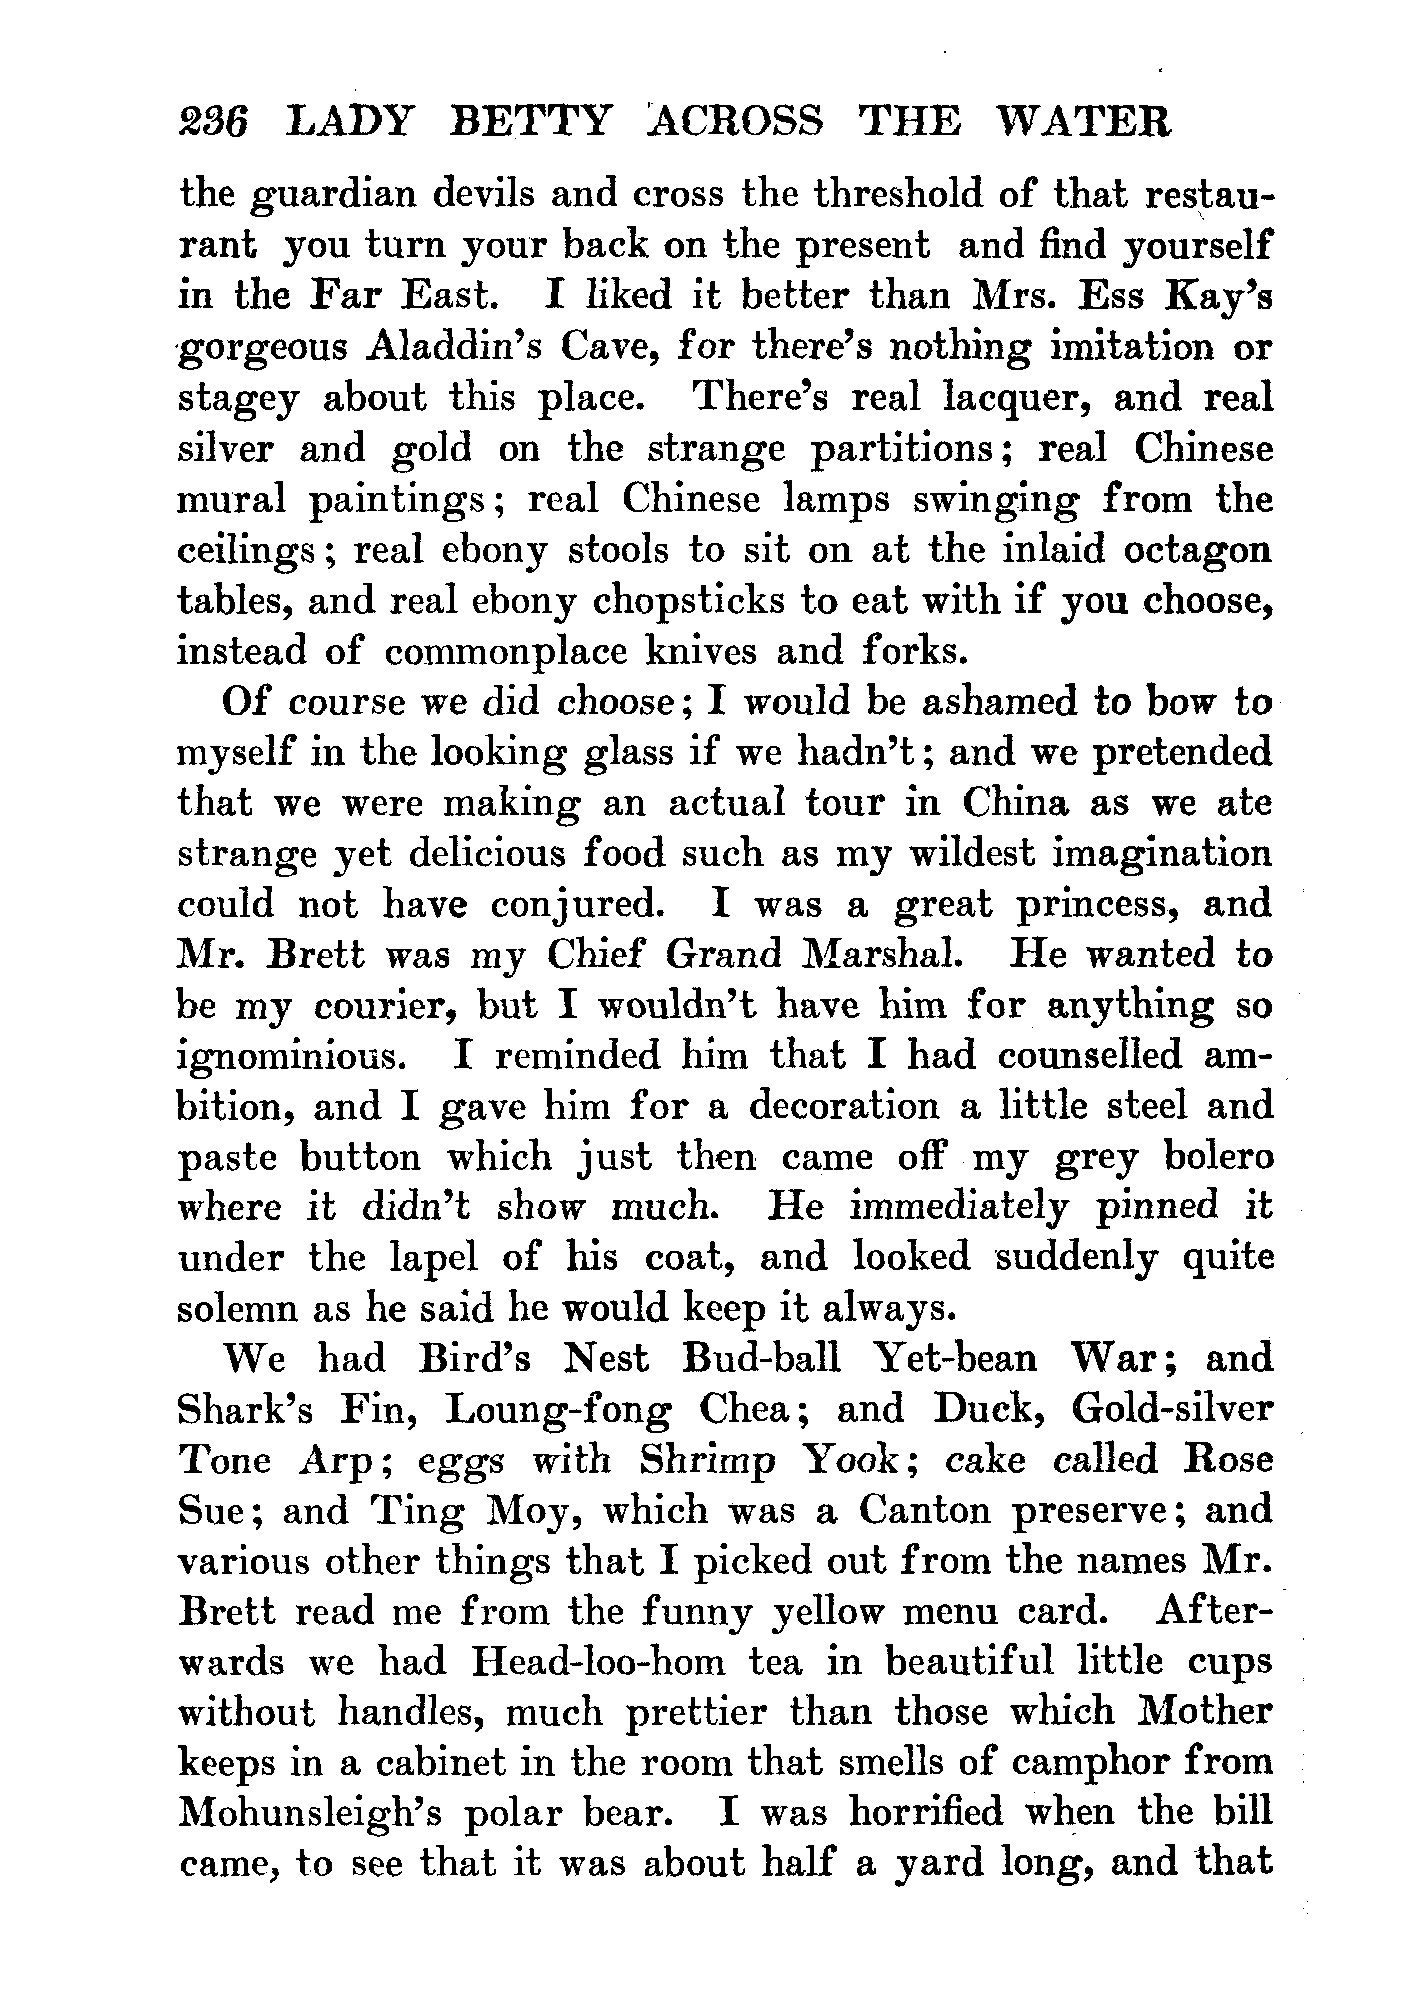 236 LADY BETTY ACROSS THE WATER
the guardian devils and cross the threshold of that restau-
rant you turn your back on the present and find yourself
in the Far East. I liked it better than Mrs. Ess Kay's
gorgeous Aladdin's Cave, for there's nothing imitation or
stagey about this place. There's real lacquer, and real
silver and gold on the strange partitions; real Chinese
mural paintings; real Chinese lamps swinging from the
ceilings; real ebony stools to sit on at the inlaid octagon
tables, and real ebony chopsticks to eat with if you choose,
instead of commonplace knives and forks.
Of course we did choose; I would be ashamed to bow to
myself in the looking glass if we hadn't; and we pretended
that we were making an actual tour in China as we ate
strange yet delicious food such as my wildest imagination
could not have conjured. I was a great princess, and
Mr. Brett was my Chief Grand Marshal. He wanted to
be my courier, but I wouldn't have him for anything so
ignominious. I reminded him that I had counselled am-
bition, and I gave him for a decoration a little steel and
paste button which just then came off my grey bolero
where it didn't show much. He immediately pinned it
under the lapel of his coat, and looked suddenly quite
solemn as he said he would keep it always.
We had Bird's Nest Bud-ball Yet-bean War; and
Shark's Fin, Loung-fong Chea; and Duck, Gold-silver
Tone Arp; eggs with Shrimp Yook; cake called Rose
Sue; and Ting Moy, which was a Canton preserve; and
various other things that I picked out from the names Mr.
Brett read me from the funny yellow menu card. After-
wards we had Head-loo-hom tea in beautiful little cups
without handles, much prettier than those which Mother
keeps in a cabinet in the room that smells of camphor from
Mohunsleigh's polar bear. I was horrified when the bill
came, to see that it was about half a yard long, and that